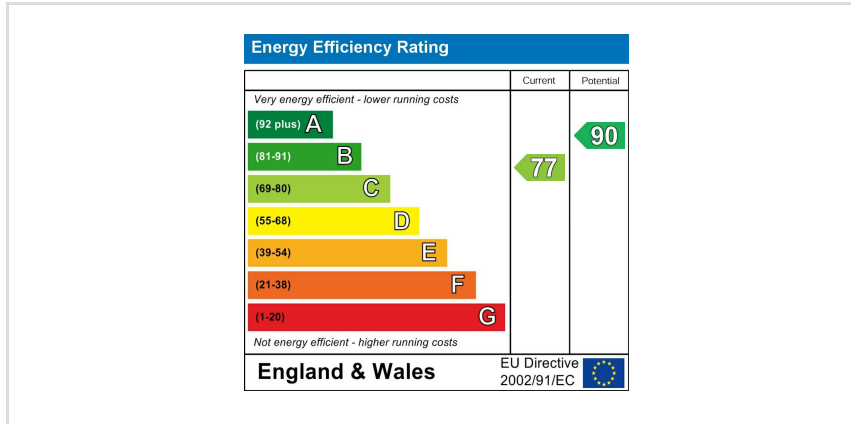 Energy Efficiency Rating
Current Potential
Very energy efficient - lower running costs
(92 plus) A
(81-91) B
(69-80) C
(55-68) D
(39-54) E
(21-38) F
(1-20) G
77
90
Not energy efficient - higher running costs
England & Wales
EU Directive
2002/91/EC